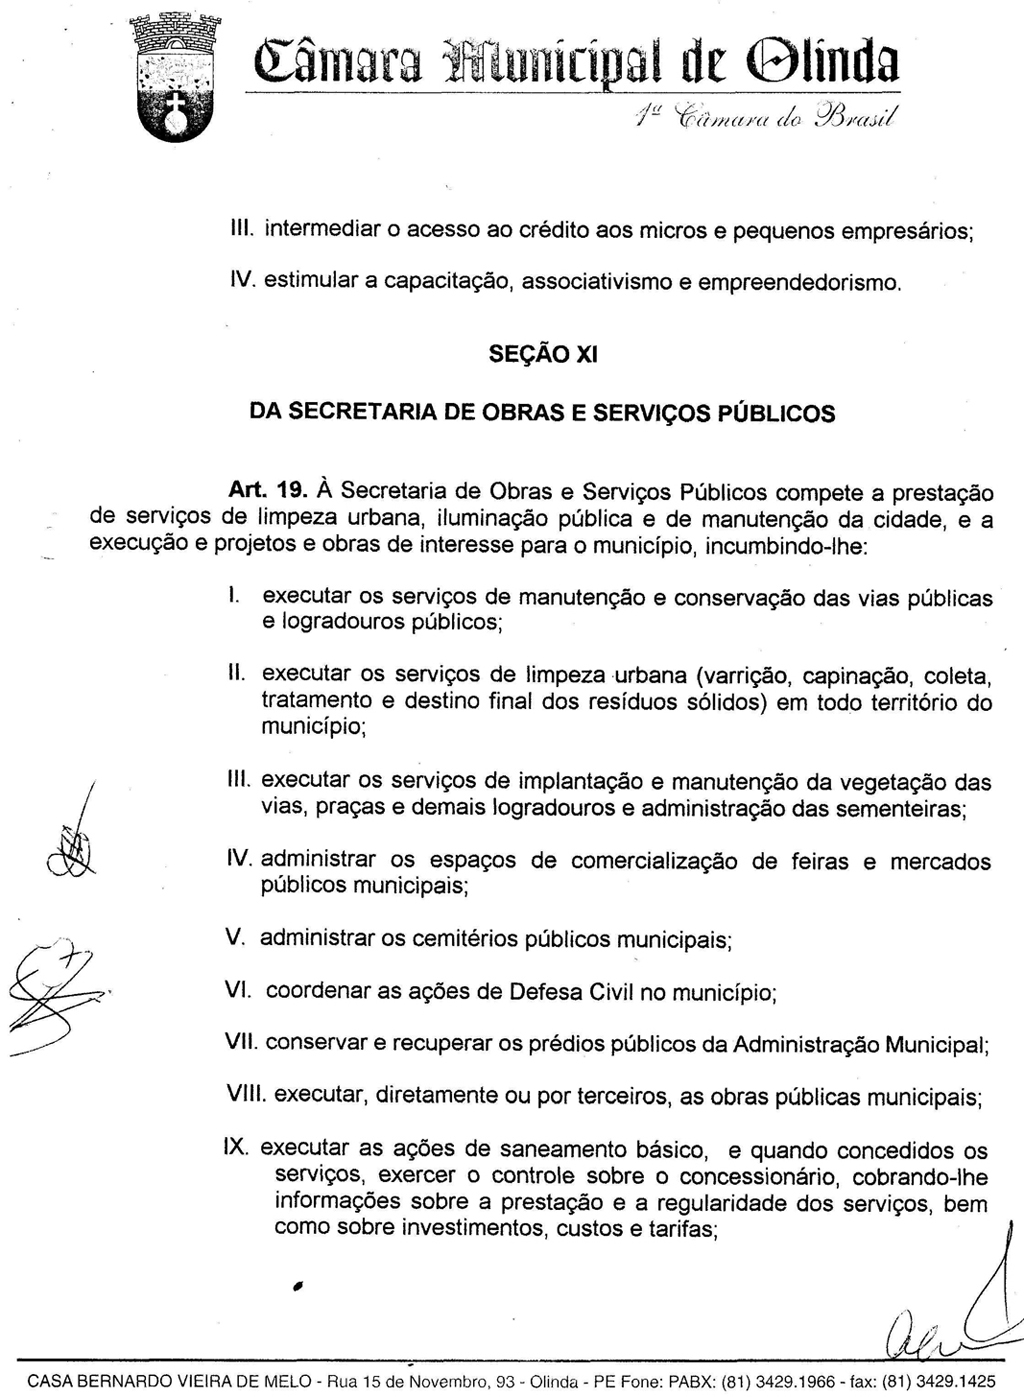 Câmara Municipal de Olinda
1ª Câmara do Brasil
III. intermediar o acesso ao crédito aos micros e pequenos empresários;
IV. estimular a capacitação, associativismo e empreendedorismo.
SEÇÃO XI
DA SECRETARIA DE OBRAS E SERVIÇOS PÚBLICOS
Art. 19. À Secretaria de Obras e Serviços Públicos compete a prestação
de serviços de limpeza urbana, iluminação pública e de manutenção da cidade, e a
execução e projetos e obras de interesse para o município, incumbindo-lhe:
I. executar os serviços de manutenção e conservação das vias públicas
e logradouros públicos;
II. executar os serviços de limpeza urbana (varrição, capinação, coleta,
tratamento e destino final dos resíduos sólidos) em todo território do
município;
III. executar os serviços de implantação e manutenção da vegetação das
vias, praças e demais logradouros e administração das sementeiras;
IV. administrar os espaços de comercialização de feiras e mercados
públicos municipais;
V. administrar os cemitérios públicos municipais;
VI. coordenar as ações de Defesa Civil no município;
VII. conservar e recuperar os prédios públicos da Administração Municipal;
VIII. executar, diretamente ou por terceiros, as obras públicas municipais;
IX. executar as ações de saneamento básico, e quando concedidos os
serviços, exercer o controle sobre o concessionário, cobrando-lhe
informações sobre a prestação e a regularidade dos serviços, bem
como sobre investimentos, custos e tarifas;
CASA BERNARDO VIEIRA DE MELO - Rua 15 de Novembro, 93 - Olinda - PE Fone: PABX: (81) 3429.1966 - fax: (81) 3429.1425